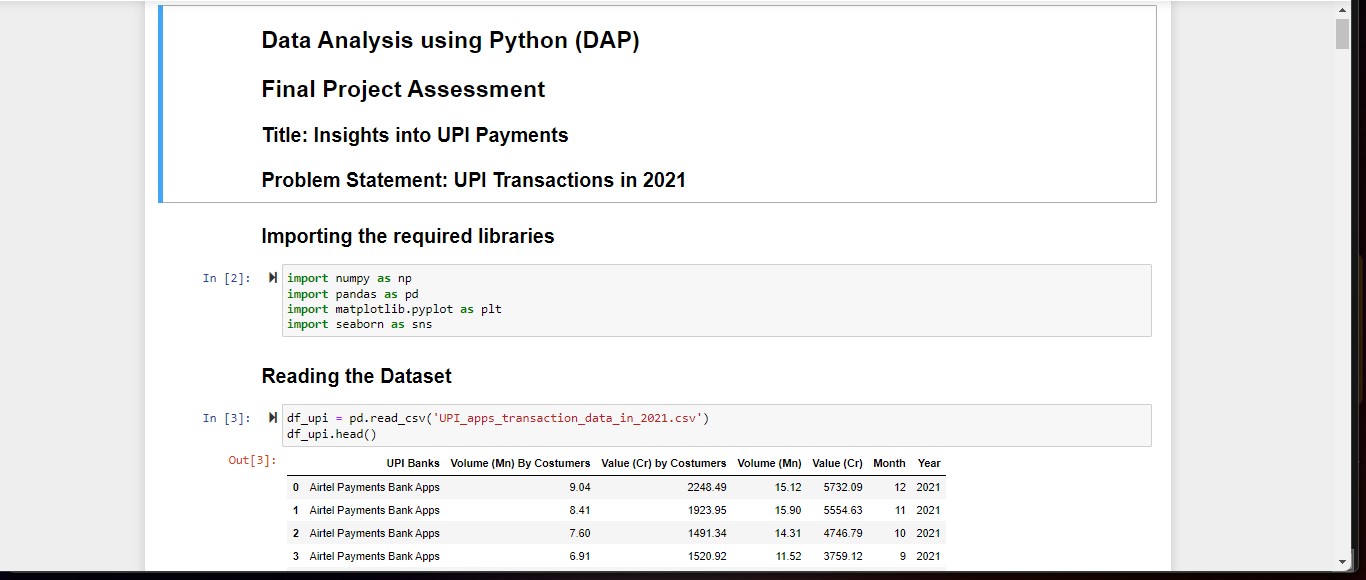 Data Analysis using Python (DAP)
Final Project Assessment
Title: Insights into UPI Payments
Problem Statement: UPI Transactions in 2021
Importing the required libraries
In [2]:
import numpy as np
import pandas as pd
import matplotlib.pyplot as plt
import seaborn as sns
Reading the Dataset
In [3]:
df_upi = pd.read_csv('UPI_apps_transaction_data_in_2021.csv')
df_upi.head()
Out[3]:
UPI Banks Volume (Mn) By Costumers Value (Cr) by Costumers Volume (Mn) Value (Cr) Month Year
0 Airtel Payments Bank Apps 9.04 2248.49 15.12 5732.09 12 2021
1 Airtel Payments Bank Apps 8.41 1923.95 15.90 5554.63 11 2021
2 Airtel Payments Bank Apps 7.60 1491.34 14.31 4746.79 10 2021
3 Airtel Payments Bank Apps 6.91 1520.92 11.52 3759.12 9 2021